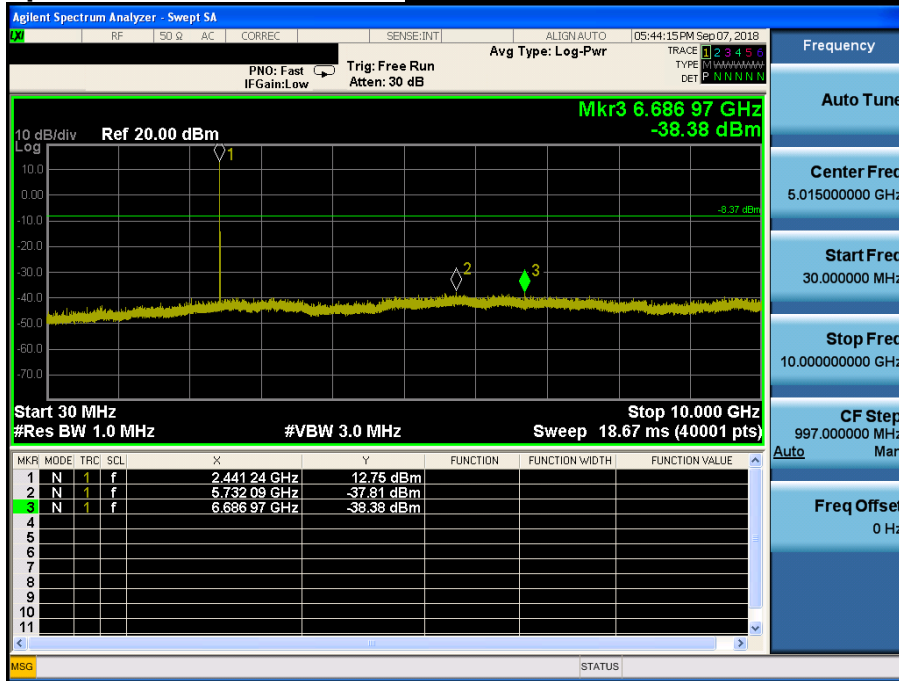 Agilent Spectrum Analyzer - Swept SA
LXI RF 50 Ω AC CORREC SENSE:INT ALIGN AUTO 05:44:15 PM Sep 07, 2018
Frequency
Avg Type: Log-Pwr TRACE 1 2 3 4 5 6
PNO: Fast Trig: Free Run TYPE M WWWWW
IFGain:Low Atten: 30 dB DET P N N N N N
Auto Tune
Mkr3 6.686 97 GHz
-38.38 dBm
10 dB/div Ref 20.00 dBm
Log
1
10.0
0.00
-8.37 dBm
-10.0
-20.0
-30.0
2
3
-40.0
-50.0
-60.0
-70.0
Center Freq
5.015000000 GHz
Start Freq
30.000000 MHz
Stop Freq
10.000000000 GHz
Start 30 MHz Stop 10.000 GHz
#Res BW 1.0 MHz #VBW 3.0 MHz Sweep 18.67 ms (40001 pts)
CF Step
997.000000 MHz
Auto Man
MKR MODE TRC SCL X Y FUNCTION FUNCTION WIDTH FUNCTION VALUE
1 N 1 f 2.441 24 GHz 12.75 dBm
2 N 1 f 5.732 09 GHz -37.81 dBm
3 N 1 f 6.686 97 GHz -38.38 dBm
4
5
6
7
8
9
10
11
Freq Offset
0 Hz
MSG STATUS